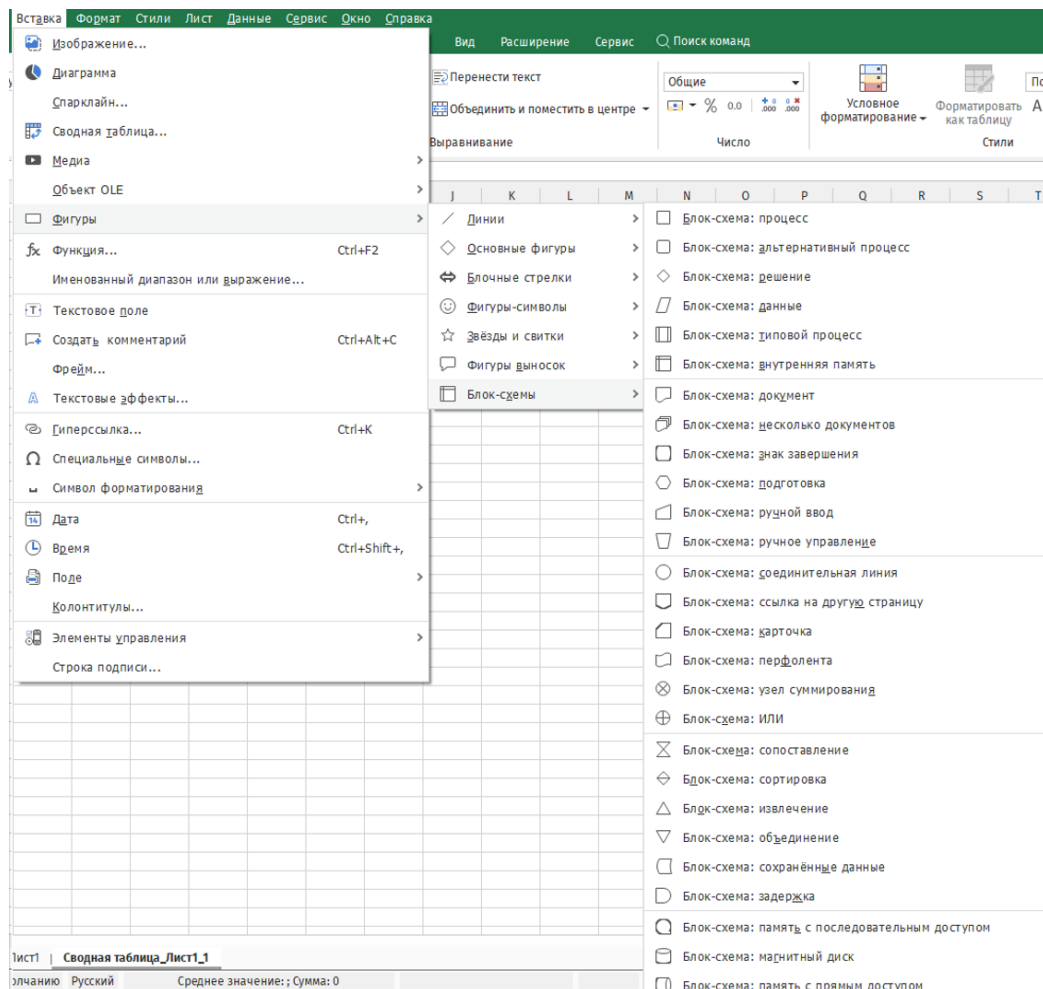 Вставка Формат Стили Лист Данные Сервис Окно Справка
Вид Расширение Сервис Поиск команд
Изображение...
Диаграмма
Спарклайн...
Сводная таблица...
Медиа
Объект OLE
Фигуры
Функция... Ctrl+F2
Именованный диапазон или выражение...
Текстовое поле
Создать комментарий Ctrl+Alt+C
Фрейм...
Текстовые эффекты...
Гиперссылка... Ctrl+K
Специальные символы...
Символ форматирования
Дата Ctrl+,
Время Ctrl+Shift+,
Поле
Колонтитулы...
Элементы управления
Строка подписи...
Перенести текст
Объединить и поместить в центре
Выравнивание
Общие
% 0.0 .000 .000
Число
Условное
форматирование
Форматировать
как таблицу
Стили
J K L M N O P Q R S T
Линии
Основные фигуры
Блочные стрелки
Фигуры-символы
Звёзды и свитки
Фигуры выносок
Блок-схемы
Блок-схема: процесс
Блок-схема: альтернативный процесс
Блок-схема: решение
Блок-схема: данные
Блок-схема: типовой процесс
Блок-схема: внутренняя память
Блок-схема: документ
Блок-схема: несколько документов
Блок-схема: знак завершения
Блок-схема: подготовка
Блок-схема: ручной ввод
Блок-схема: ручное управление
Блок-схема: соединительная линия
Блок-схема: ссылка на другую страницу
Блок-схема: карточка
Блок-схема: перфолента
Блок-схема: узел суммирования
Блок-схема: ИЛИ
Блок-схема: сопоставление
Блок-схема: сортировка
Блок-схема: извлечение
Блок-схема: объединение
Блок-схема: сохранённые данные
Блок-схема: задержка
Блок-схема: память с последовательным доступом
Блок-схема: магнитный диск
Блок-схема: память с прямым доступом
Лист1 Сводная таблица_Лист1_1
Русский Среднее значение: ; Сумма: 0